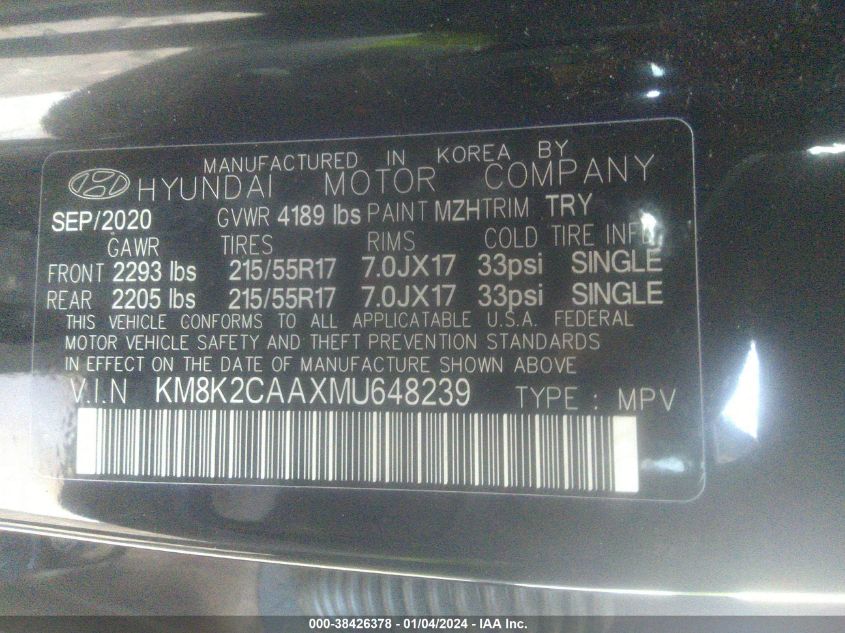 MANUFACTURED IN KOREA BY
HYUNDAI MOTOR COMPANY
SEP/2020 GVWR 4189 lbs PAINT MZH TRIM TRY
GAWR TIRES RIMS COLD TIRE INFL.
FRONT 2293 lbs 215/55R17 7.0JX17 33psi SINGLE
REAR 2205 lbs 215/55R17 7.0JX17 33psi SINGLE
THIS VEHICLE CONFORMS TO ALL APPLICATABLE U.S.A. FEDERAL
MOTOR VEHICLE SAFETY AND THEFT PREVENTION STANDARDS
IN EFFECT ON THE DATE OF MANUFACTURE SHOWN ABOVE
V.I.N KM8K2CAAXMU648239 TYPE : MPV
000-38426378 - 01/04/2024 - IAA Inc.